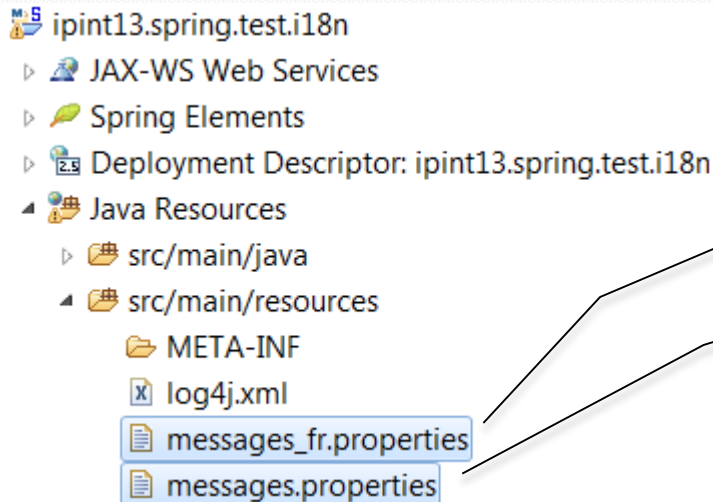 ipint13.spring.test.i18n
JAX-WS Web Services
Spring Elements
Deployment Descriptor: ipint13.spring.test.i18n
Java Resources
src/main/java
src/main/resources
META-INF
log4j.xml
messages_fr.properties
messages.properties